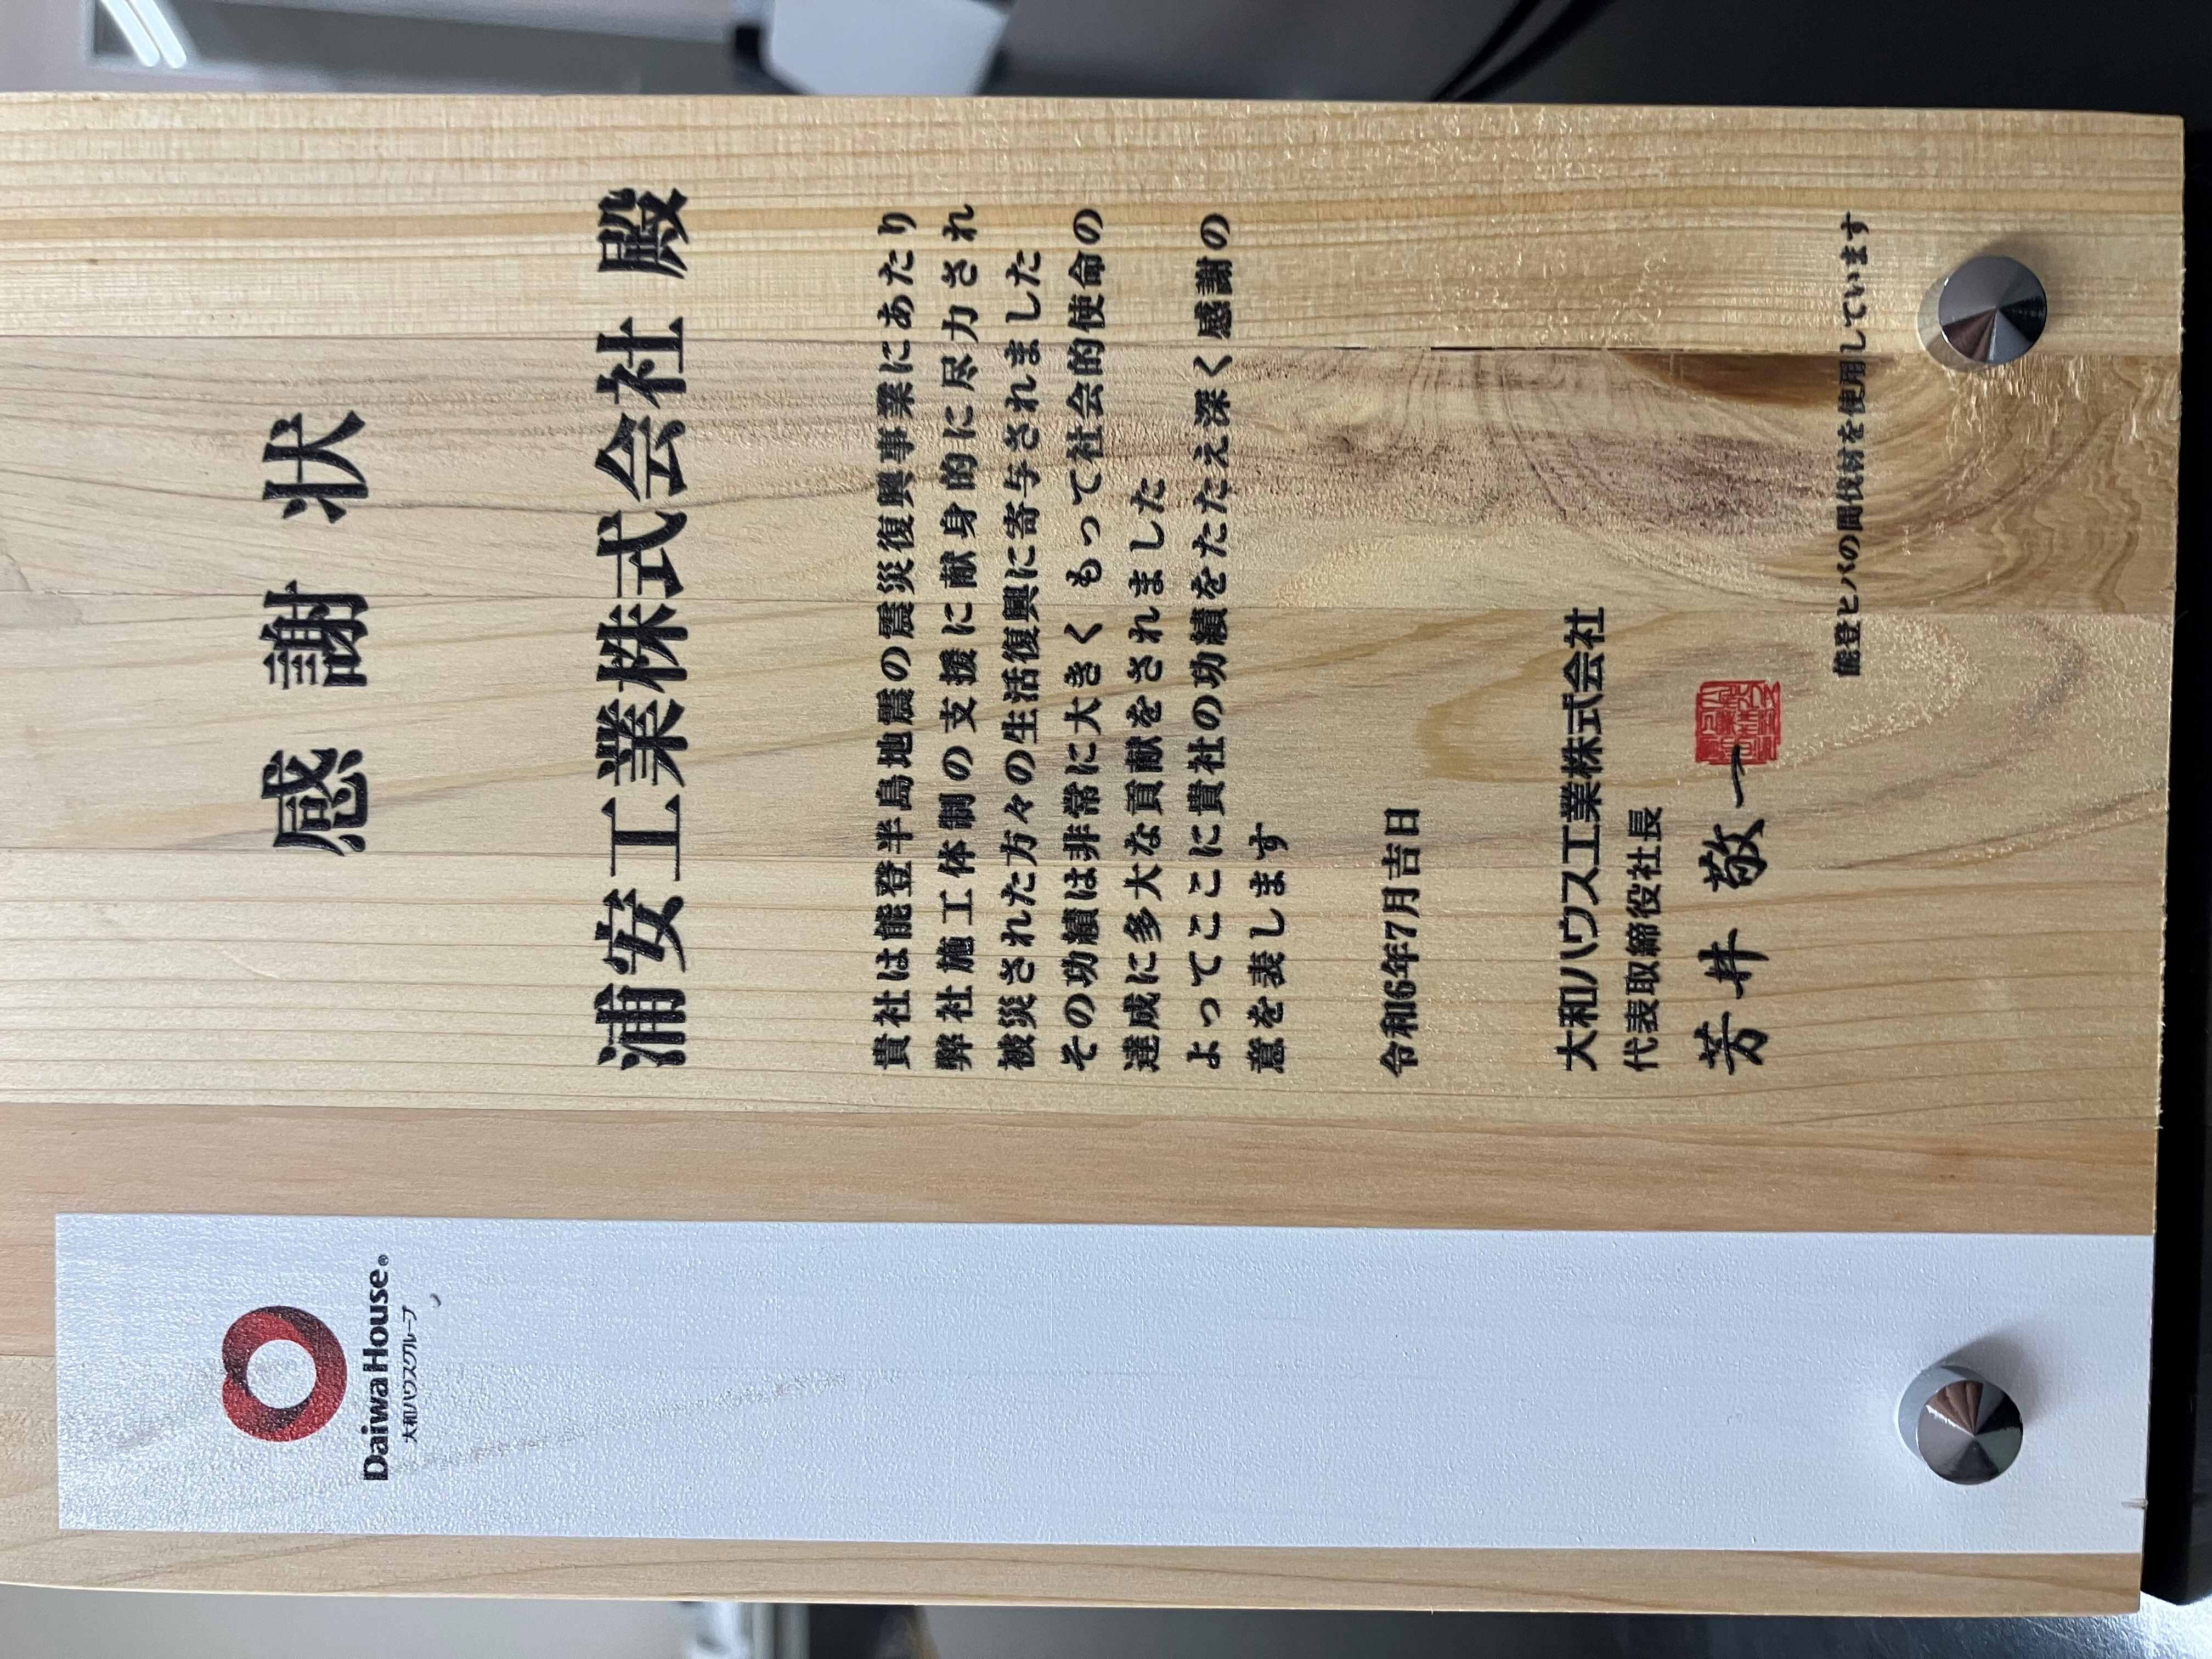 感謝状
浦安工業株式会社 殿
貴社は能登半島地震の震災復興事業にあたり
弊社施工体制の支援に献身的に尽力され
被災された方々の生活復興に寄与されました
その功績は非常に大きく もって社会的使命の
達成に多大な貢献をされました
よってここに貴社の功績をたたえ深く感謝の
意を表します
令和6年7月吉日
大和ハウス工業株式会社
代表取締役社長
芳井敬一
能登ヒバの間伐材を使用しています
Daiwa House®
大和ハウスグループ